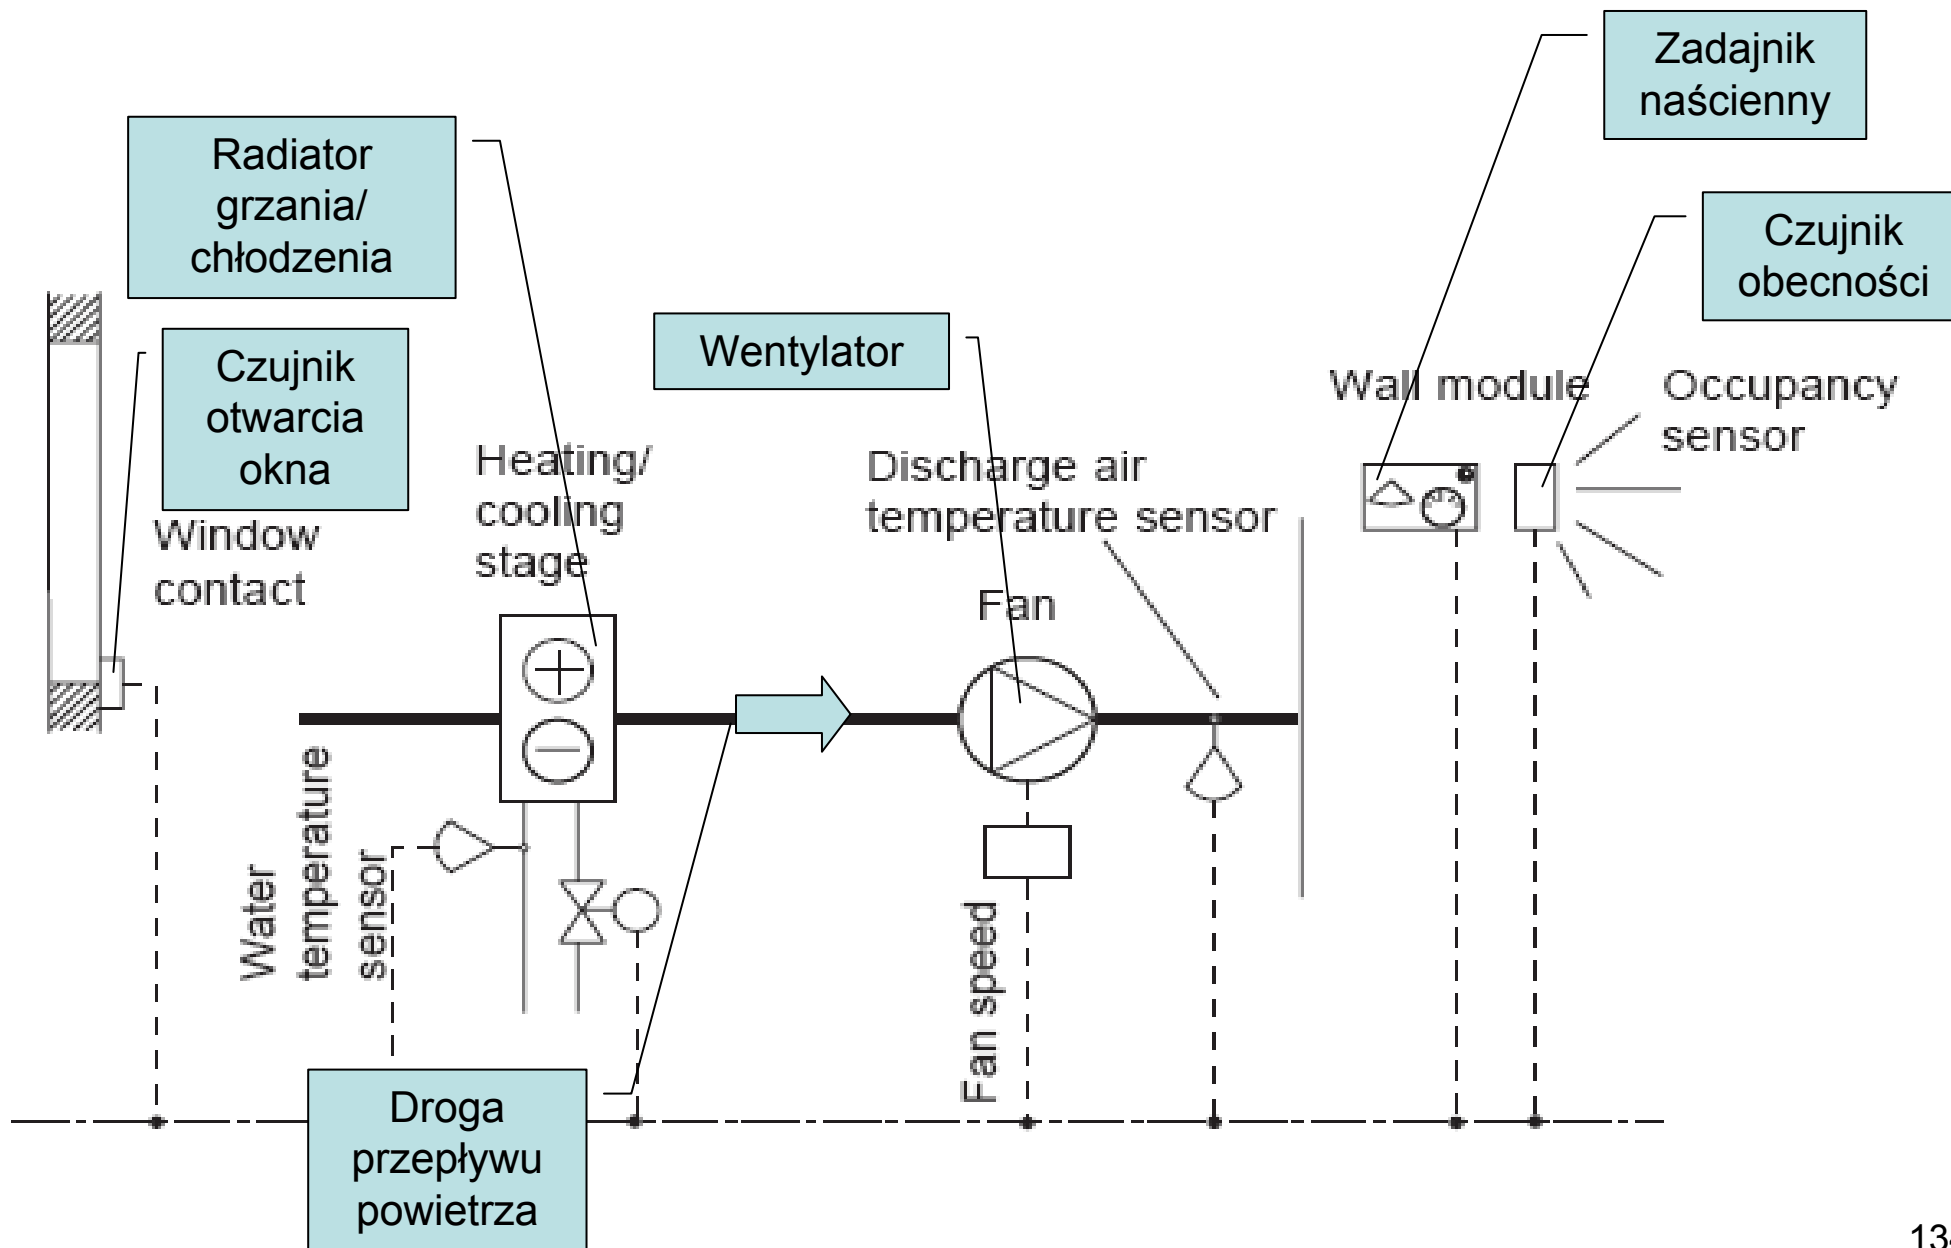 Zadajnik
naścienny
Radiator
grzania/
chłodzenia
Czujnik
obecności
Wentylator
Czujnik
otwarcia
okna
Wall module
Occupancy
sensor
Heating/
cooling
stage
Discharge air
temperature sensor
Window
contact
Fan
Water
temperature
sensor
Fan speed
Droga
przepływu
powietrza